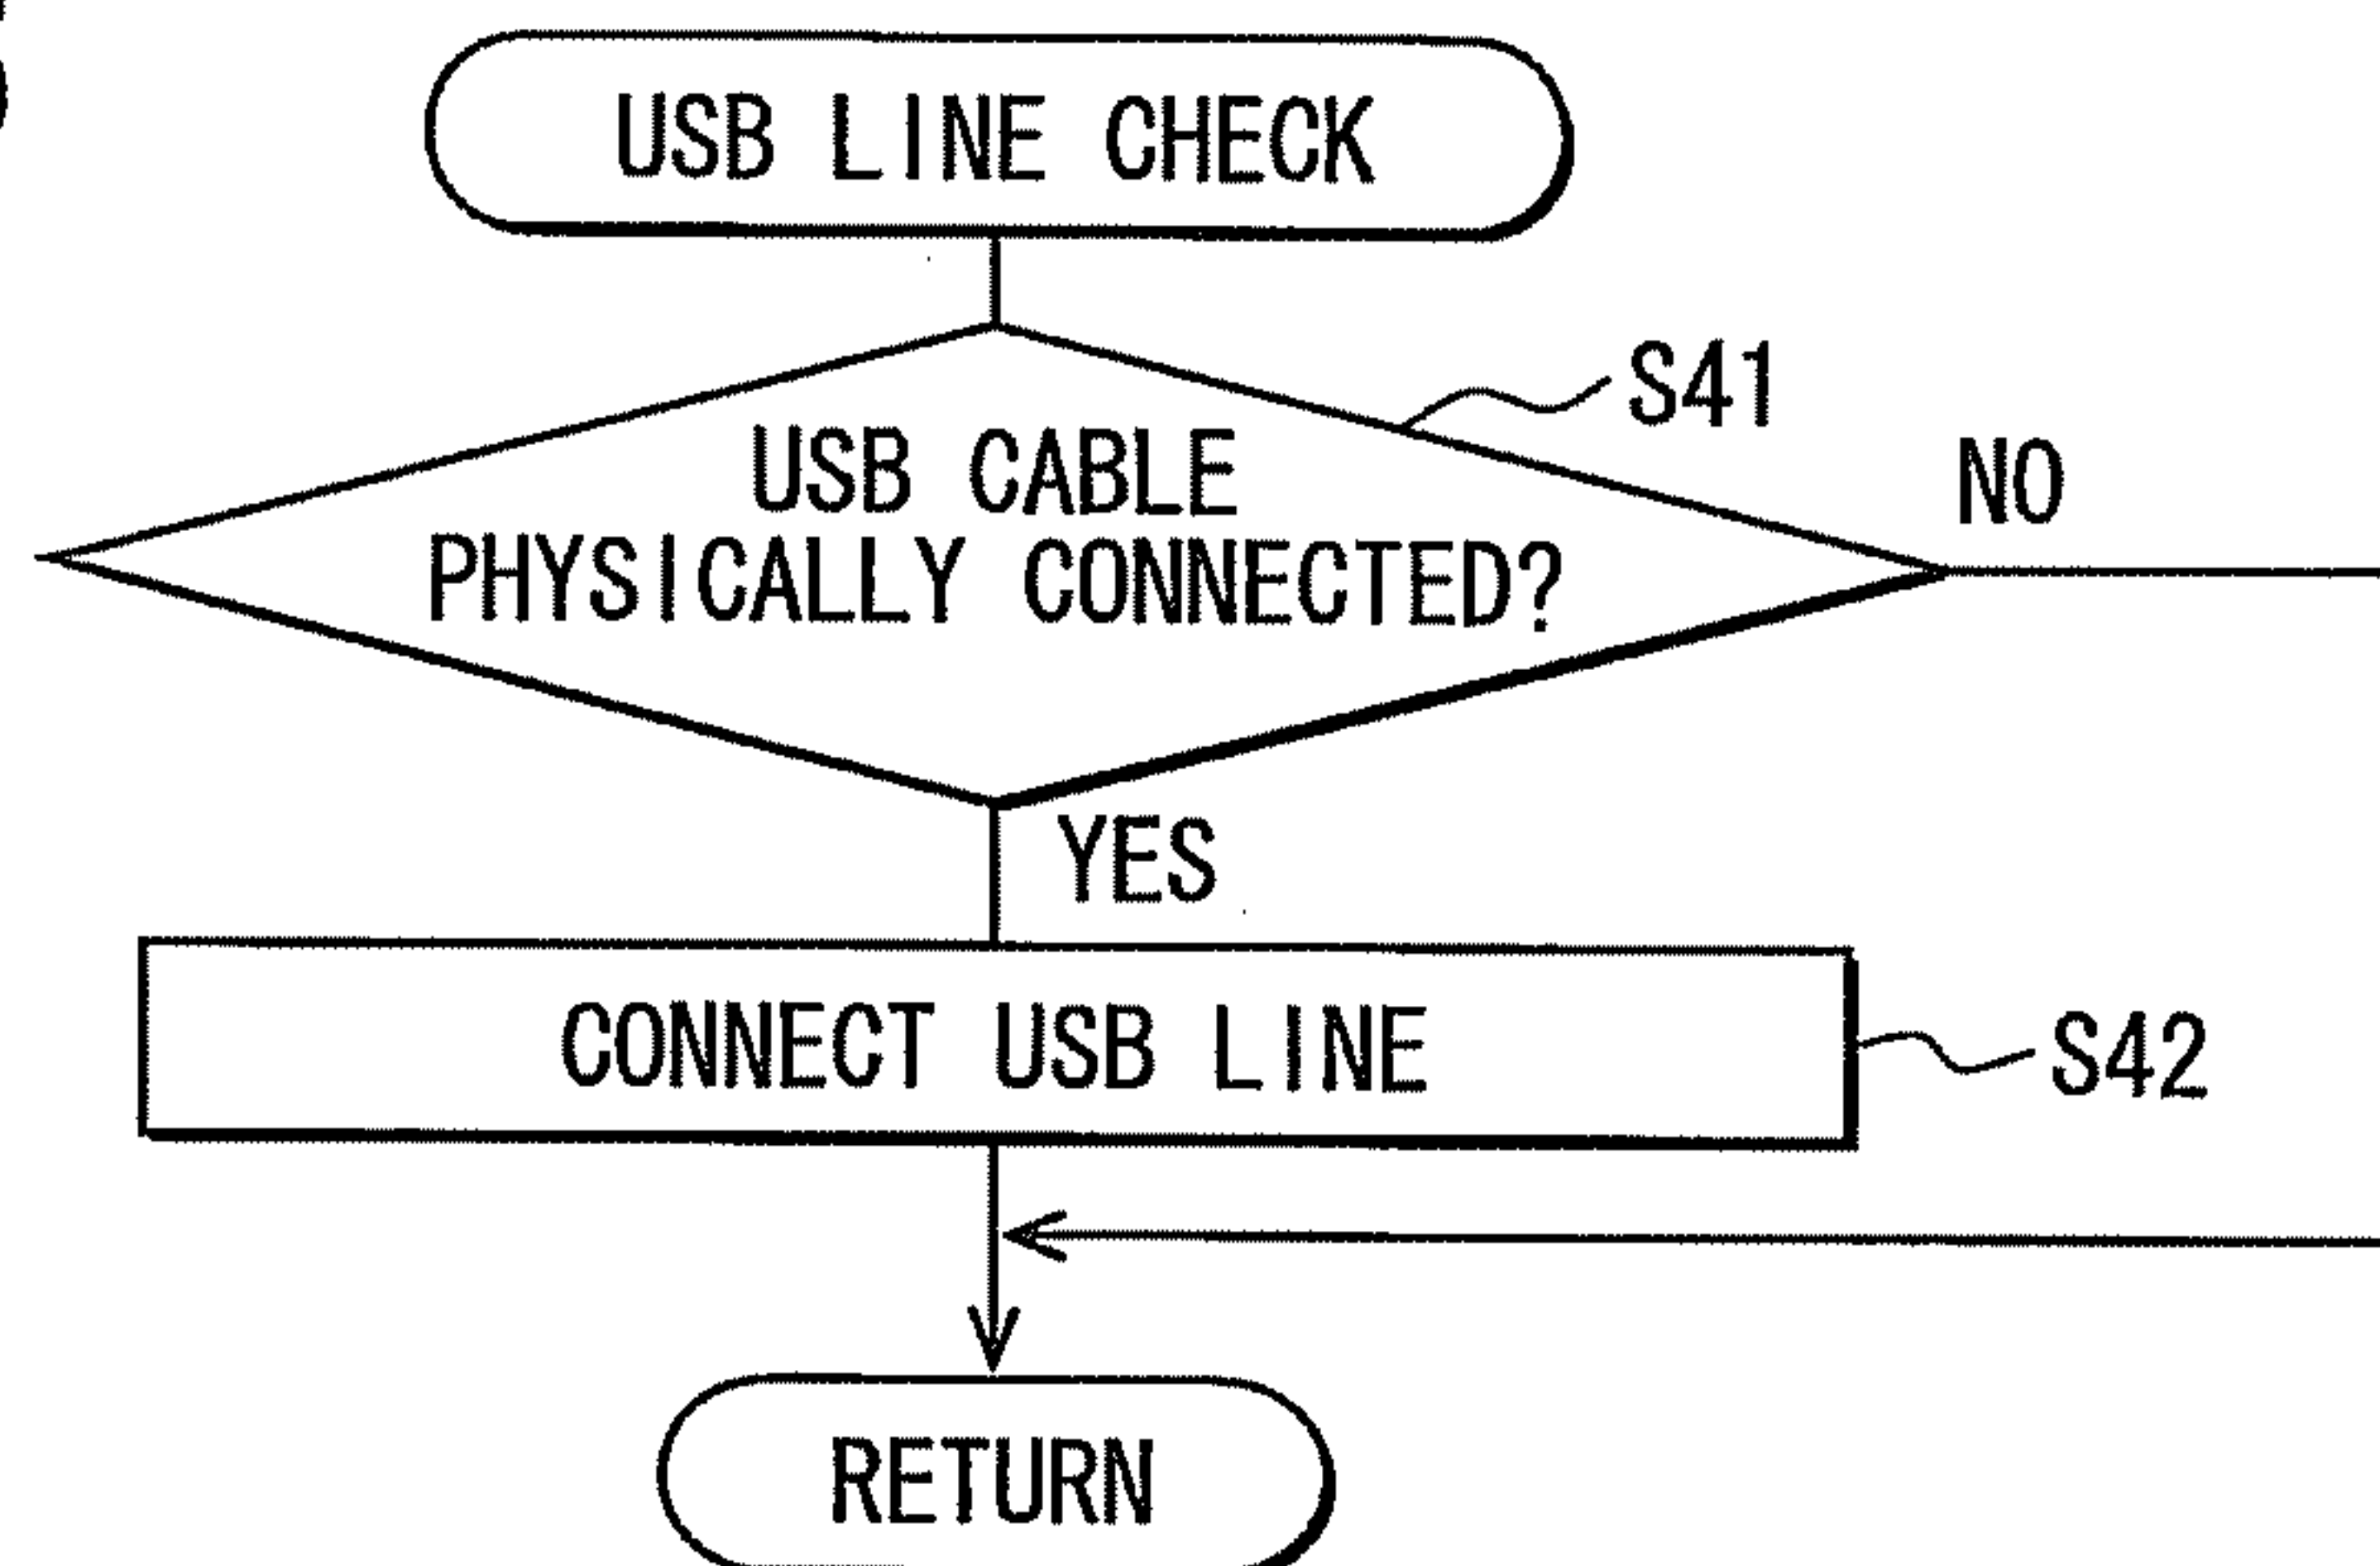 USB LINE CHECK
S41
USB CABLE
PHYSICALLY CONNECTED?
NO
YES
CONNECT USB LINE
S42
RETURN